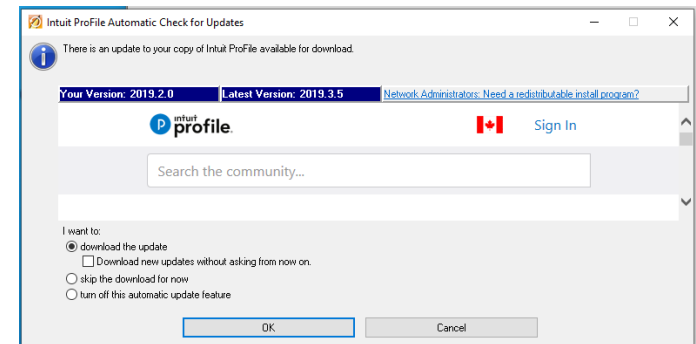 Intuit ProFile Automatic Check for Updates
There is an update to your copy of Intuit ProFile available for download.
Your Version: 2019.2.0 Latest Version: 2019.3.5 Network Administrators: Need a redistributable install program?
P intuit profile. Sign In
Search the community...
I want to:
download the update
Download new updates without asking from now on.
skip the download for now
turn off this automatic update feature
OK Cancel